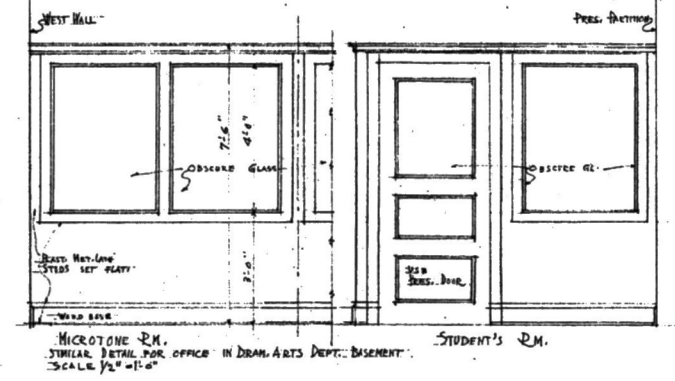 WEST WALL
PRES. PARTITION
7'-6"
4'-0"
OBSCURE GLASS
OBSCURE GL.
STUDS SET FLAT
3'-0"
USE
PRES. DOOR
WOOD BASE
MICROTONE RM.
STUDENT'S RM.
SIMILAR DETAIL FOR OFFICE IN DRAM. ARTS DEPT. BASEMENT.
SCALE 1/2" = 1'-0"